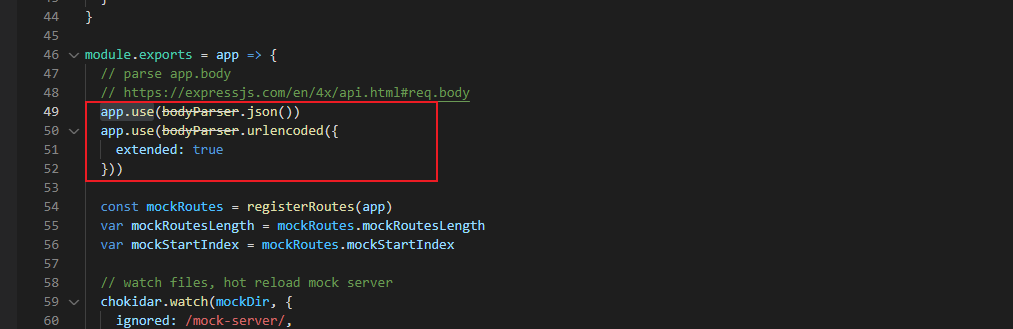 44 }
45
46 module.exports = app => {
47 // parse app.body
48 // https://expressjs.com/en/4x/api.html#req.body
49 app.use(bodyParser.json())
50 app.use(bodyParser.urlencoded({
51 extended: true
52 }))
53
54 const mockRoutes = registerRoutes(app)
55 var mockRoutesLength = mockRoutes.mockRoutesLength
56 var mockStartIndex = mockRoutes.mockStartIndex
57
58 // watch files, hot reload mock server
59 chokidar.watch(mockDir, {
60 ignored: /mock-server/,